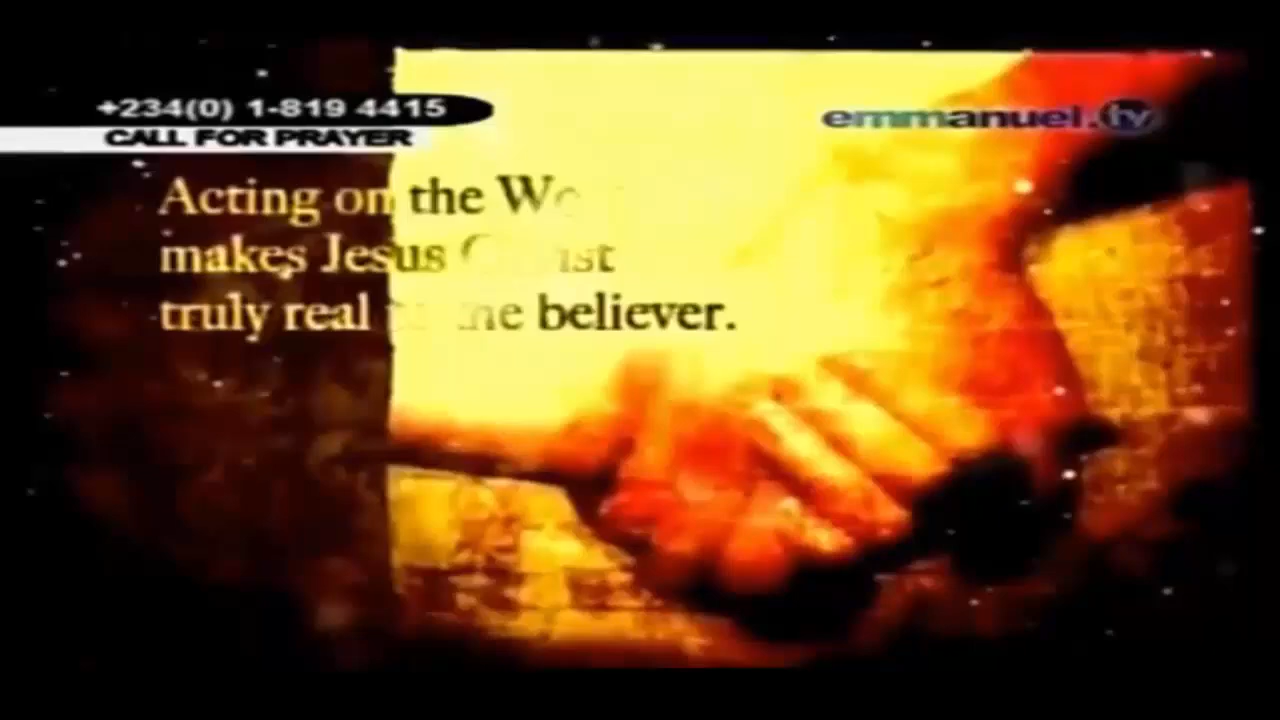 +234(0) 1-819 4415
CALL FOR PRAYER
emmanuel.tv
Acting on the
makes Jesus
truly real believer.